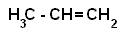 H₃C - CH=CH₂